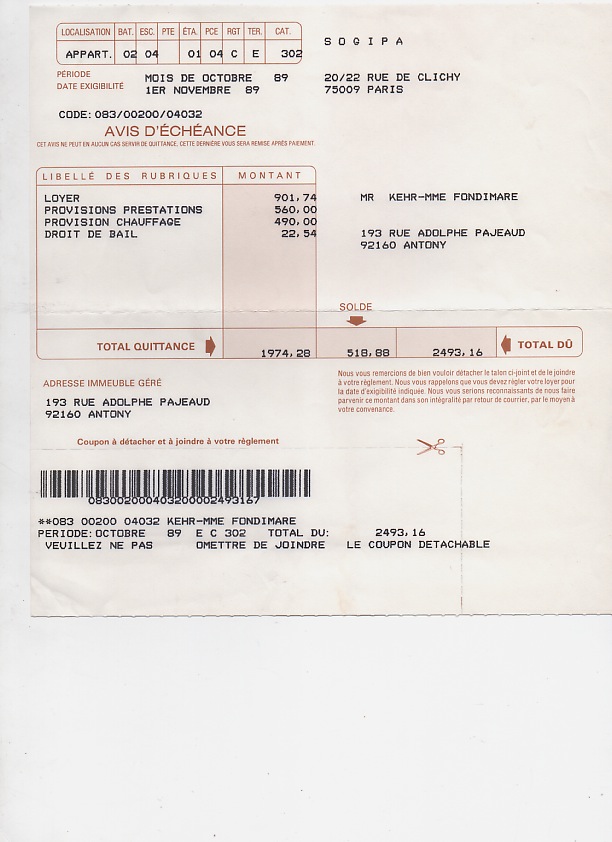 LOCALISATION BAT. ESC. PTE ÉTA. PCE RGT TER. CAT.
APPART. 02 04 01 04 C E 302
S O G I P A
PÉRIODE MOIS DE OCTOBRE 89
DATE EXIGIBILITÉ 1ER NOVEMBRE 89
20/22 RUE DE CLICHY
75009 PARIS
CODE: 083/00200/04032
AVIS D'ÉCHÉANCE
CET AVIS NE PEUT EN AUCUN CAS SERVIR DE QUITTANCE, CETTE DERNIÈRE VOUS SERA REMISE APRÈS PAIEMENT.
LIBELLÉ DES RUBRIQUES MONTANT
LOYER 901,74
PROVISIONS PRESTATIONS 560,00
PROVISION CHAUFFAGE 490,00
DROIT DE BAIL 22,54
MR KEHR-MME FONDIMARE
193 RUE ADOLPHE PAJEAUD
92160 ANTONY
SOLDE
TOTAL QUITTANCE 1974,28 518,88 2493,16 TOTAL DÛ
ADRESSE IMMEUBLE GÉRÉ
193 RUE ADOLPHE PAJEAUD
92160 ANTONY
Nous vous remercions de bien vouloir détacher le talon ci-joint et de le joindre
à votre règlement. Nous vous rappelons que vous devez régler votre loyer pour
la date d'exigibilité indiquée. Nous vous serions reconnaissants de nous faire
parvenir ce montant dans son intégralité par retour de courrier, par le moyen à
votre convenance.
Coupon à détacher et à joindre à votre règlement
083002000403200002493167
**083 00200 04032 KEHR-MME FONDIMARE
PERIODE:OCTOBRE 89 E C 302 TOTAL DU: 2493,16
VEUILLEZ NE PAS OMETTRE DE JOINDRE LE COUPON DETACHABLE